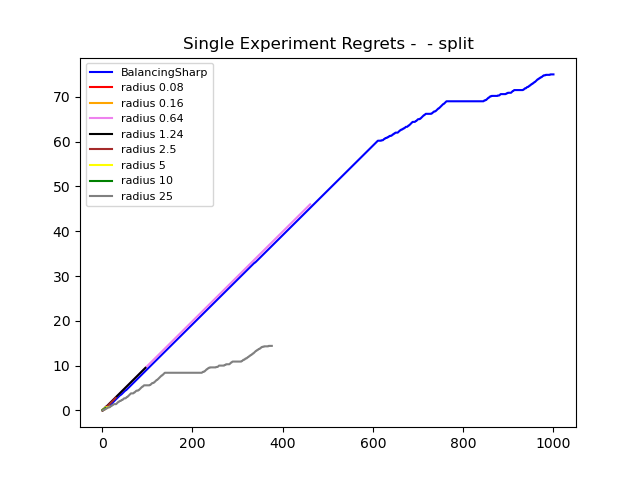 Single Experiment Regrets -  - split
BalancingSharp
radius 0.08
radius 0.16
radius 0.64
radius 1.24
radius 2.5
radius 5
radius 10
radius 25
70
60
50
40
30
20
10
0
0 200 400 600 800 1000